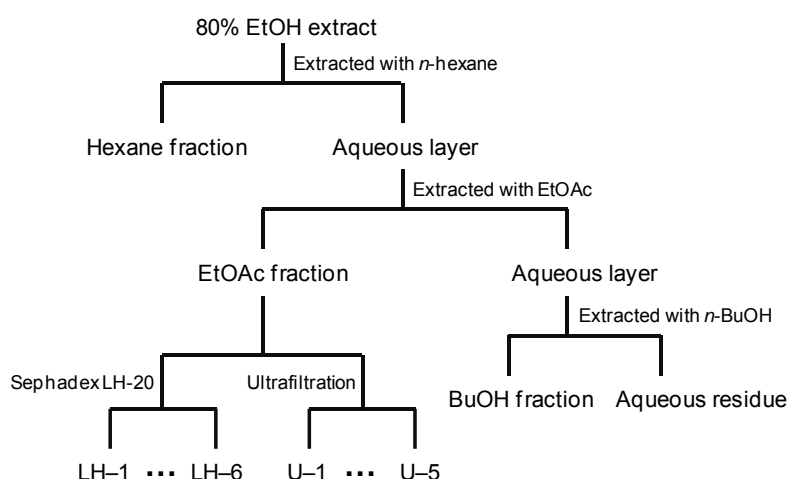 80% EtOH extract
Extracted with n-hexane
Hexane fraction Aqueous layer
Extracted with EtOAc
EtOAc fraction Aqueous layer
Extracted with n-BuOH
Sephadex LH-20 Ultrafiltration
BuOH fraction Aqueous residue
LH–1 ... LH–6 U–1 ... U–5